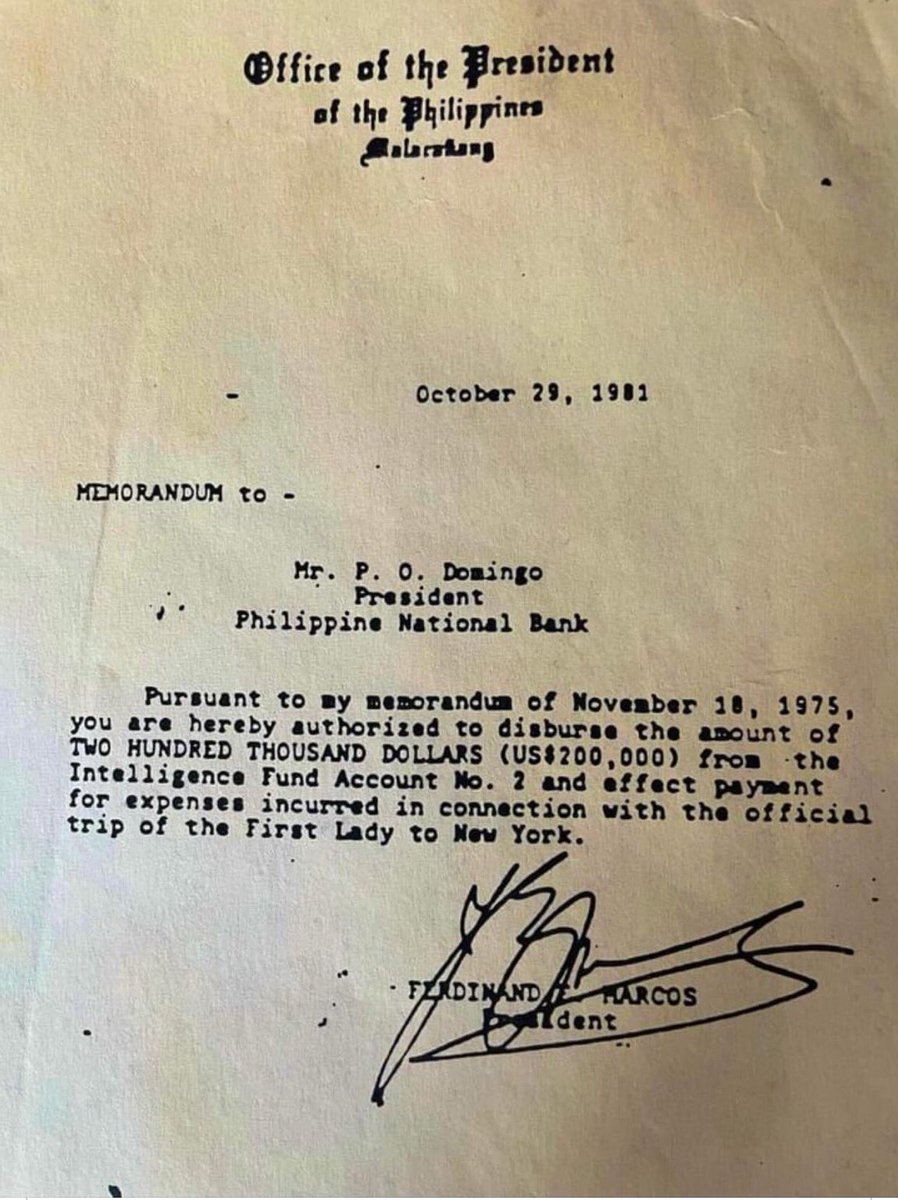 Office of the President
of the Philippines
Malacañang
October 29, 1981
MEMORANDUM to -
Mr. P. O. Domingo
President
Philippine National Bank
Pursuant to my memorandum of November 18, 1975,
you are hereby authorized to disburse the amount of
TWO HUNDRED THOUSAND DOLLARS (US$200,000) from the
Intelligence Fund Account No. 2 and effect payment
for expenses incurred in connection with the official
trip of the First Lady to New York.
FERDINAND E. MARCOS
President